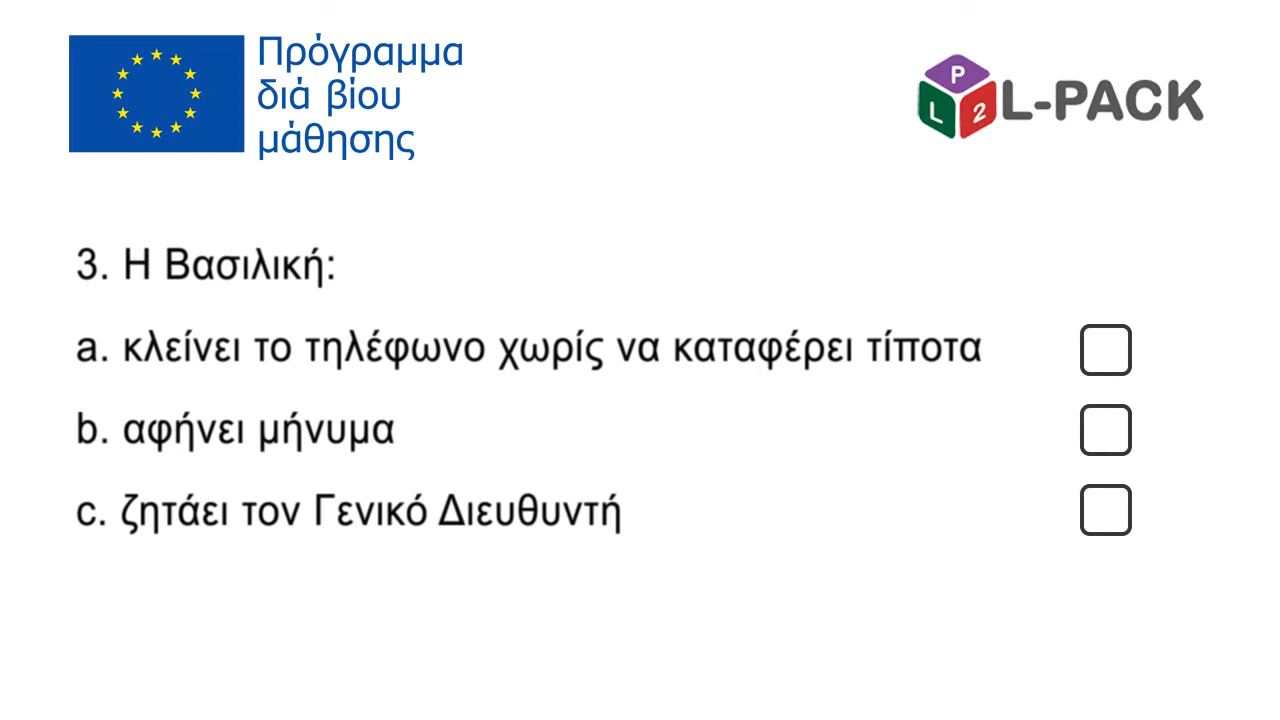 Πρόγραμμα
διά βίου
μάθησης
P
L
2
L-PACK
3. Η Βασιλική:
a. κλείνει το τηλέφωνο χωρίς να καταφέρει τίποτα
b. αφήνει μήνυμα
c. ζητάει τον Γενικό Διευθυντή